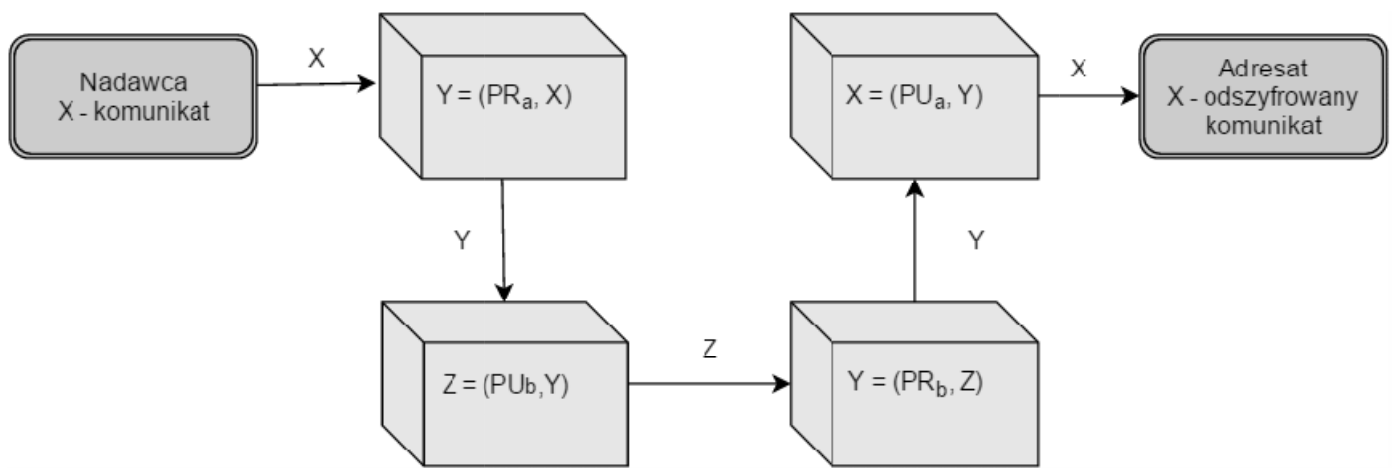 Nadawca
X - komunikat
X
Y = (PRa, X)
Y
Z = (PUb,Y)
Z
Y = (PRb, Z)
Y
X = (PUa, Y)
X
Adresat
X - odszyfrowany
komunikat